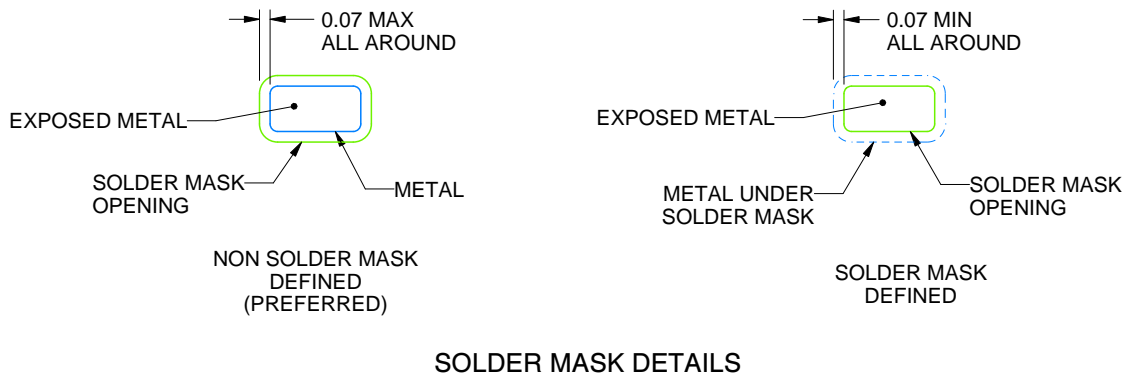 0.07 MAX
ALL AROUND
EXPOSED METAL
SOLDER MASK
OPENING
METAL
NON SOLDER MASK
DEFINED
(PREFERRED)
0.07 MIN
ALL AROUND
EXPOSED METAL
METAL UNDER
SOLDER MASK
SOLDER MASK
OPENING
SOLDER MASK
DEFINED
SOLDER MASK DETAILS